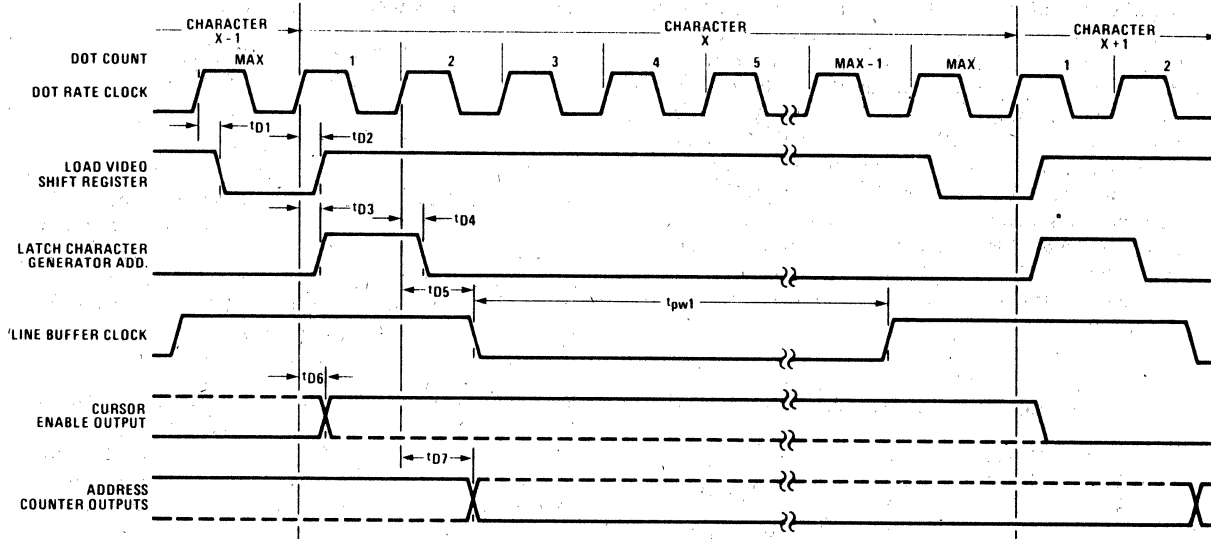 CHARACTER
X - 1
CHARACTER
X
CHARACTER
X + 1
DOT COUNT
MAX 1 2 3 4 5 MAX - 1 MAX 1 2
DOT RATE CLOCK
tD1 tD2
LOAD VIDEO
SHIFT REGISTER
tD3 tD4
LATCH CHARACTER
GENERATOR ADD.
tD5 tpw1
LINE BUFFER CLOCK
tD6
CURSOR
ENABLE OUTPUT
tD7
ADDRESS
COUNTER OUTPUTS